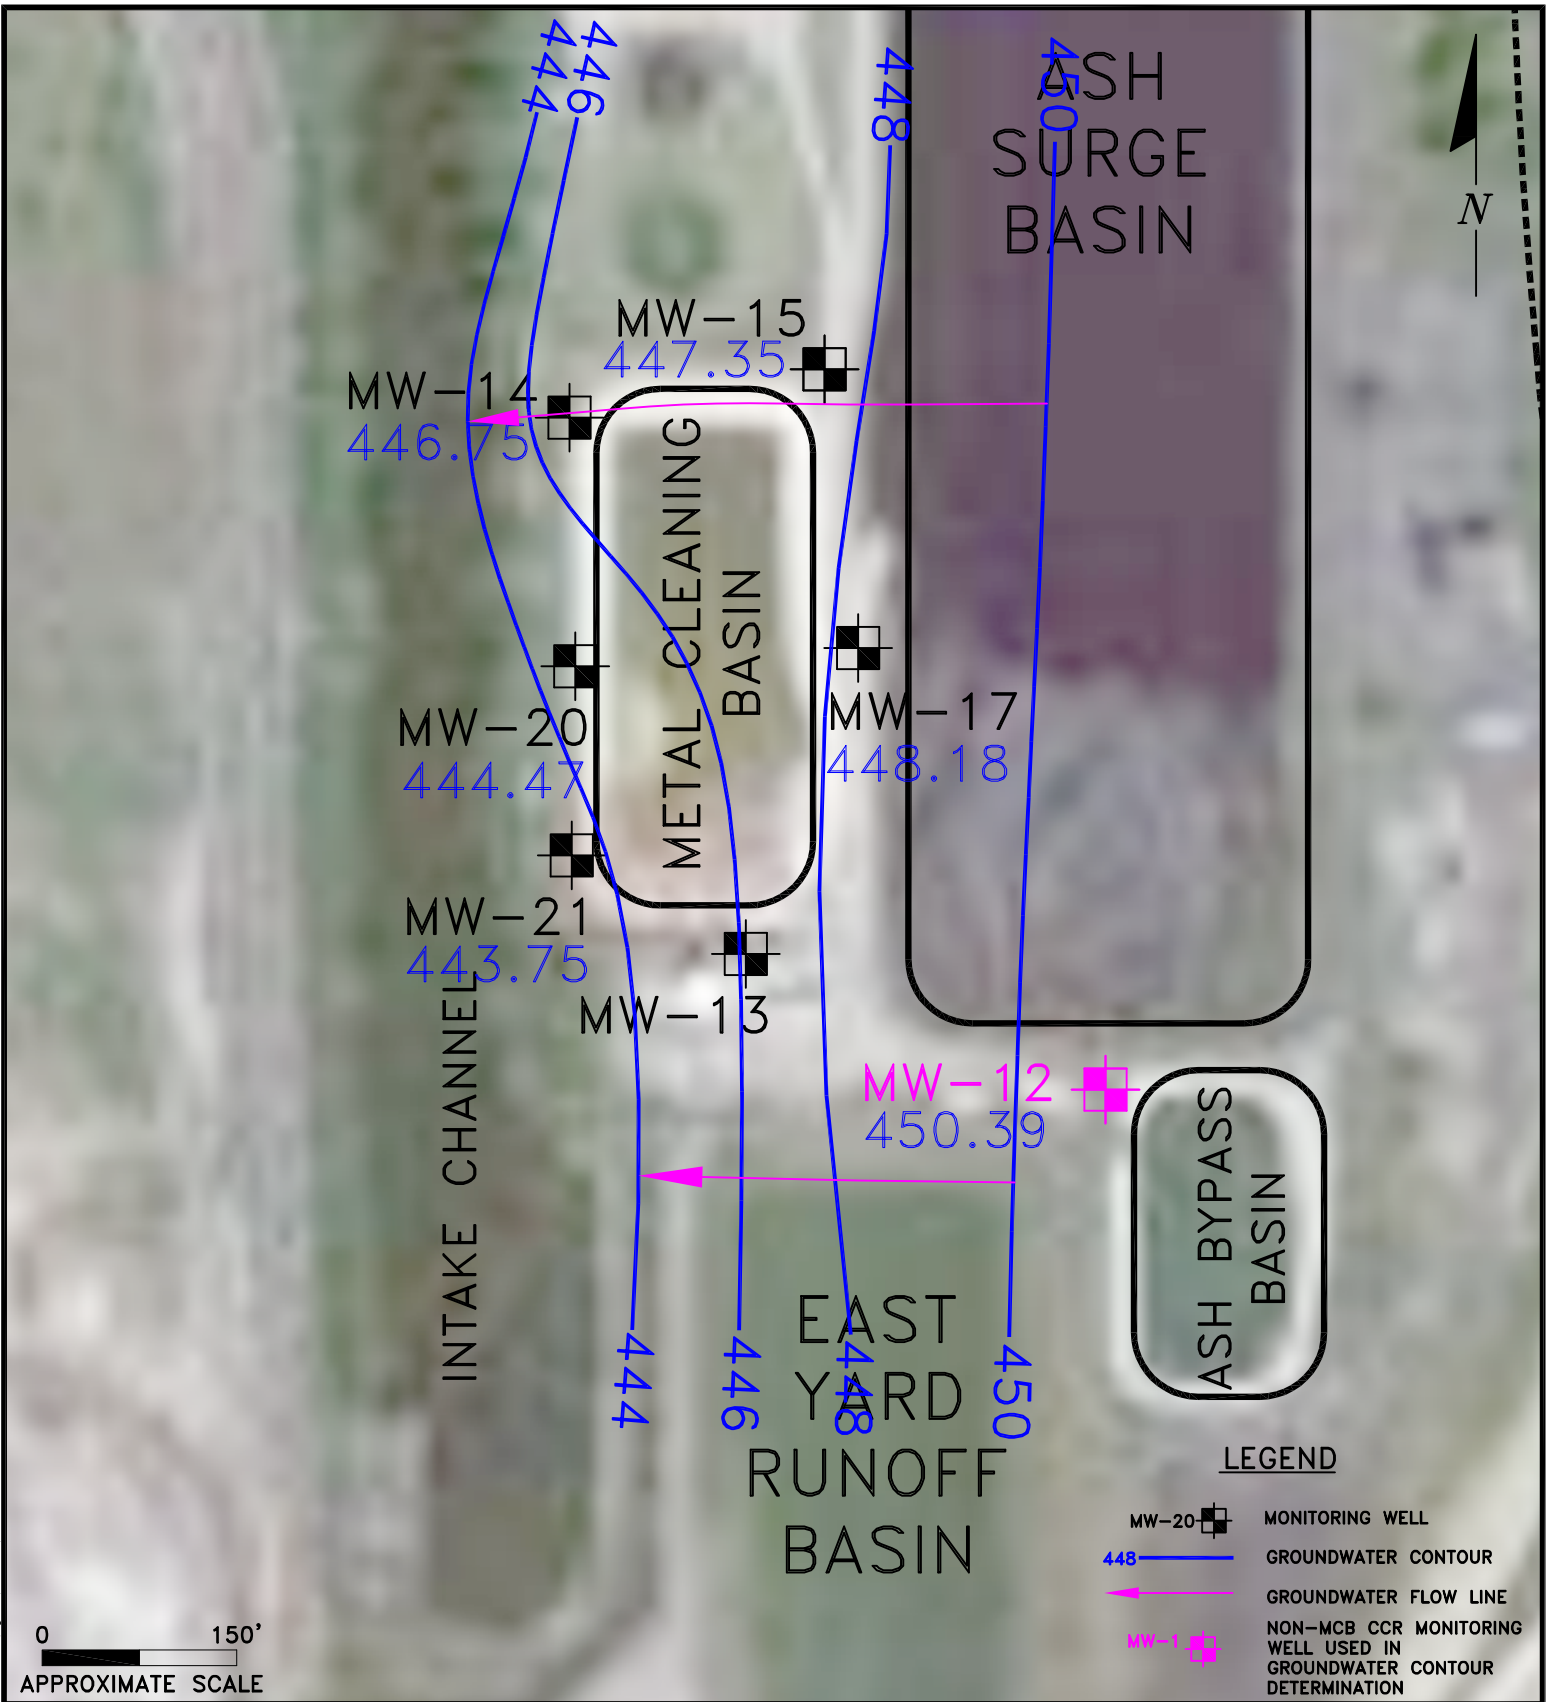 444
446
448
450
ASH
SURGE
BASIN
N
MW-15
447.35
MW-14
446.75
METAL CLEANING
BASIN
MW-20
444.47
MW-17
448.18
MW-21
443.75
MW-13
INTAKE CHANNEL
MW-12
450.39
ASH BYPASS
BASIN
EAST
YARD
RUNOFF
BASIN
444
446
448
450
LEGEND
MW-20 MONITORING WELL
448 GROUNDWATER CONTOUR
GROUNDWATER FLOW LINE
MW-1 NON-MCB CCR MONITORING
WELL USED IN
GROUNDWATER CONTOUR
DETERMINATION
0 150'
APPROXIMATE SCALE